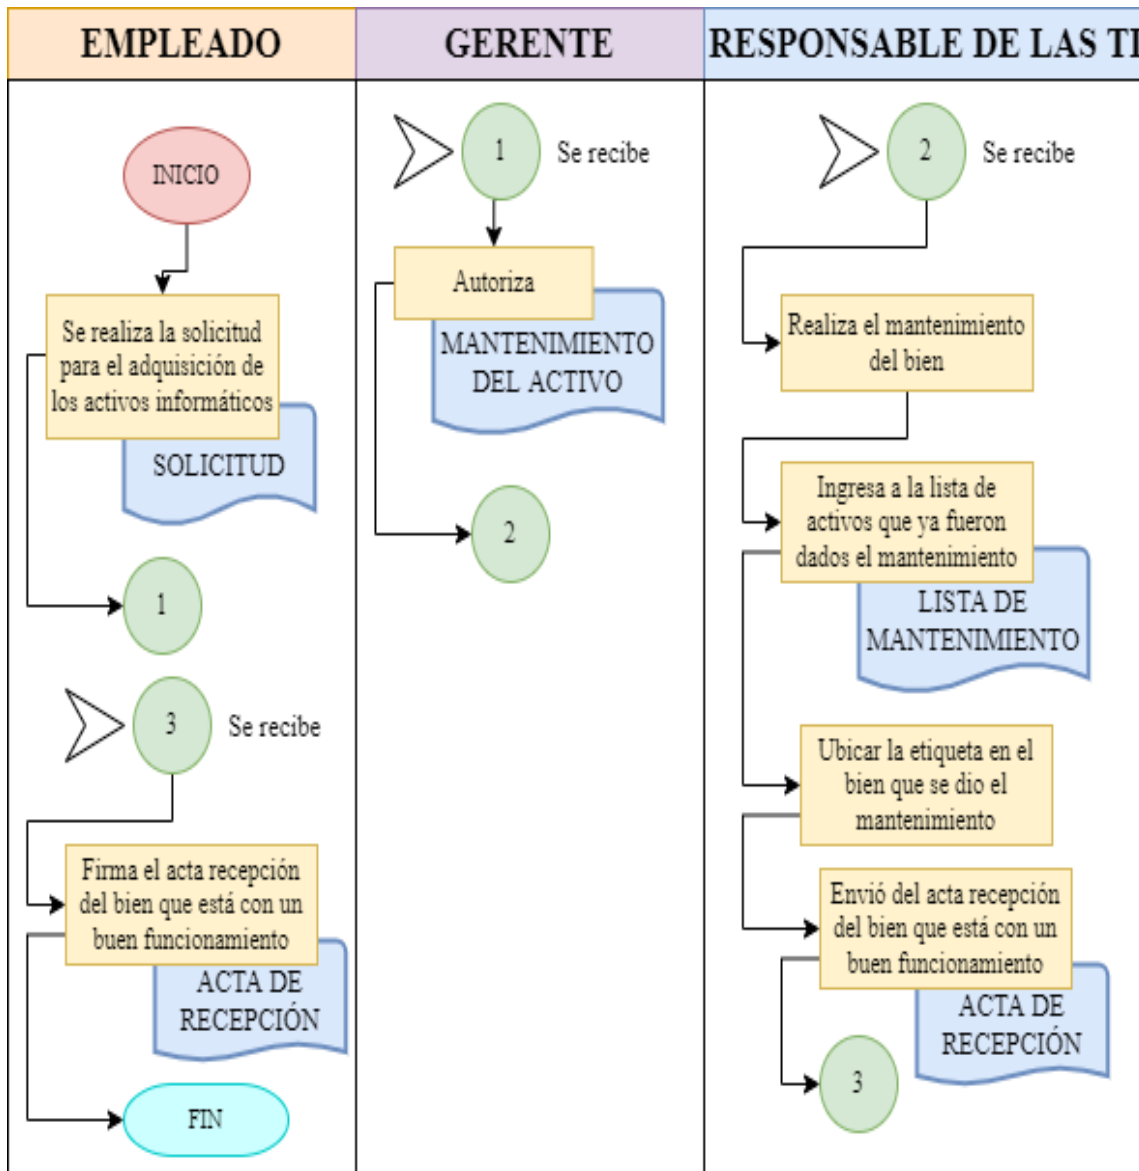 EMPLEADO
INICIO
Se realiza la solicitud
para el adquisición de
los activos informáticos
SOLICITUD
1
3
Se recibe
Firma el acta recepción
del bien que está con un
buen funcionamiento
ACTA DE
RECEPCIÓN
FIN
GERENTE
1
Se recibe
Autoriza
MANTENIMIENTO
DEL ACTIVO
2
RESPONSABLE DE LAS TI
2
Se recibe
Realiza el mantenimiento
del bien
Ingresa a la lista de
activos que ya fueron
dados el mantenimiento
LISTA DE
MANTENIMIENTO
Ubicar la etiqueta en el
bien que se dio el
mantenimiento
Envió del acta recepción
del bien que está con un
buen funcionamiento
ACTA DE
RECEPCIÓN
3